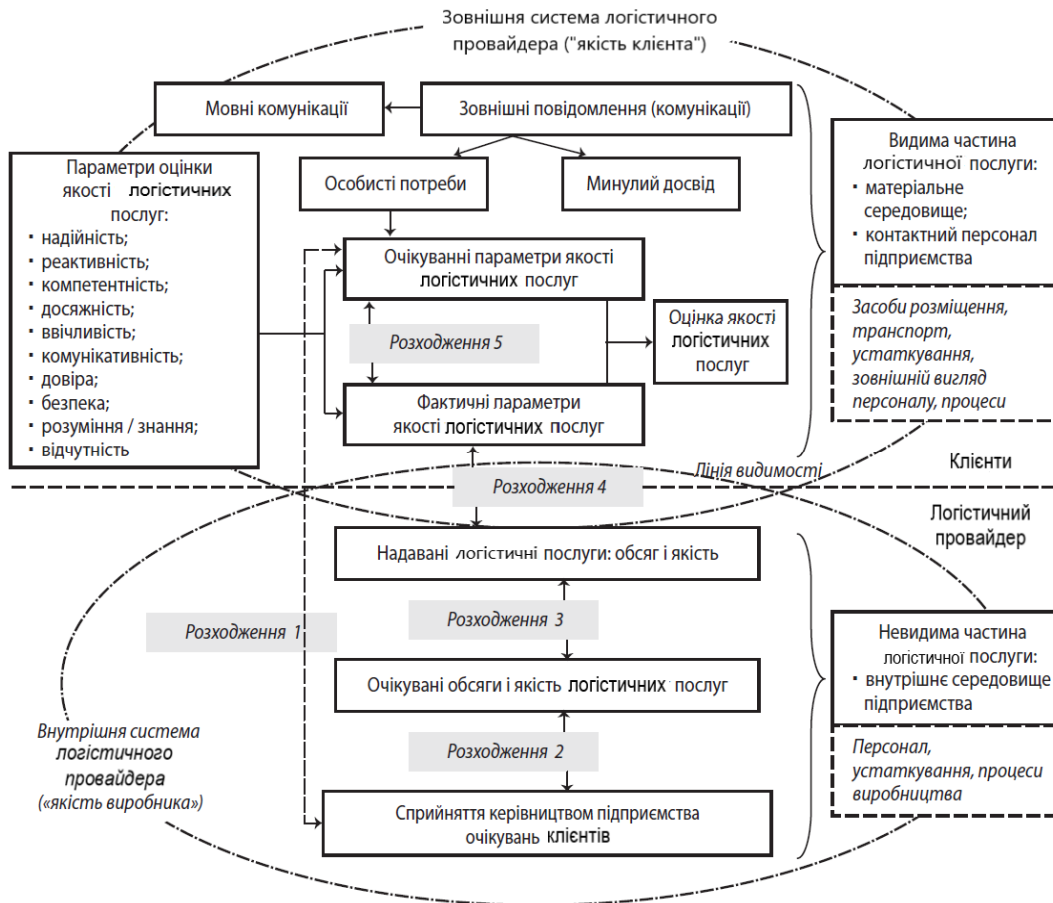 Зовнішня система логістичного
провайдера ("якість клієнта")
Мовні комунікації
Зовнішні повідомлення (комунікації)
Параметри оцінки
якості логістичних
послуг:
· надійність;
· реактивність;
· компетентність;
· досяжність;
· ввічливість;
· комунікативність;
· довіра;
· безпека;
· розуміння / знання;
· відчутність
Особисті потреби
Минулий досвід
Видима частина
логістичної послуги:
· матеріальне
середовище;
· контактний персонал
підприємства
Засоби розміщення,
транспорт,
устаткування,
зовнішній вигляд
персоналу, процеси
Очікуванні параметри якості
логістичних послуг
Розходження 5
Оцінка якості
логістичних
послуг
Фактичні параметри
якості логістичних послуг
Лінія видимості
Клієнти
Розходження 4
Логістичний
провайдер
Надавані логістичні послуги: обсяг і якість
Розходження 1
Розходження 3
Очікувані обсяги і якість логістичних послуг
Невидима частина
логістичної послуги:
· внутрішнє середовище
підприємства
Персонал,
устаткування, процеси
виробництва
Внутрішня система
логістичного
провайдера
(«якість виробника»)
Розходження 2
Сприйняття керівництвом підприємства
очікувань клієнтів